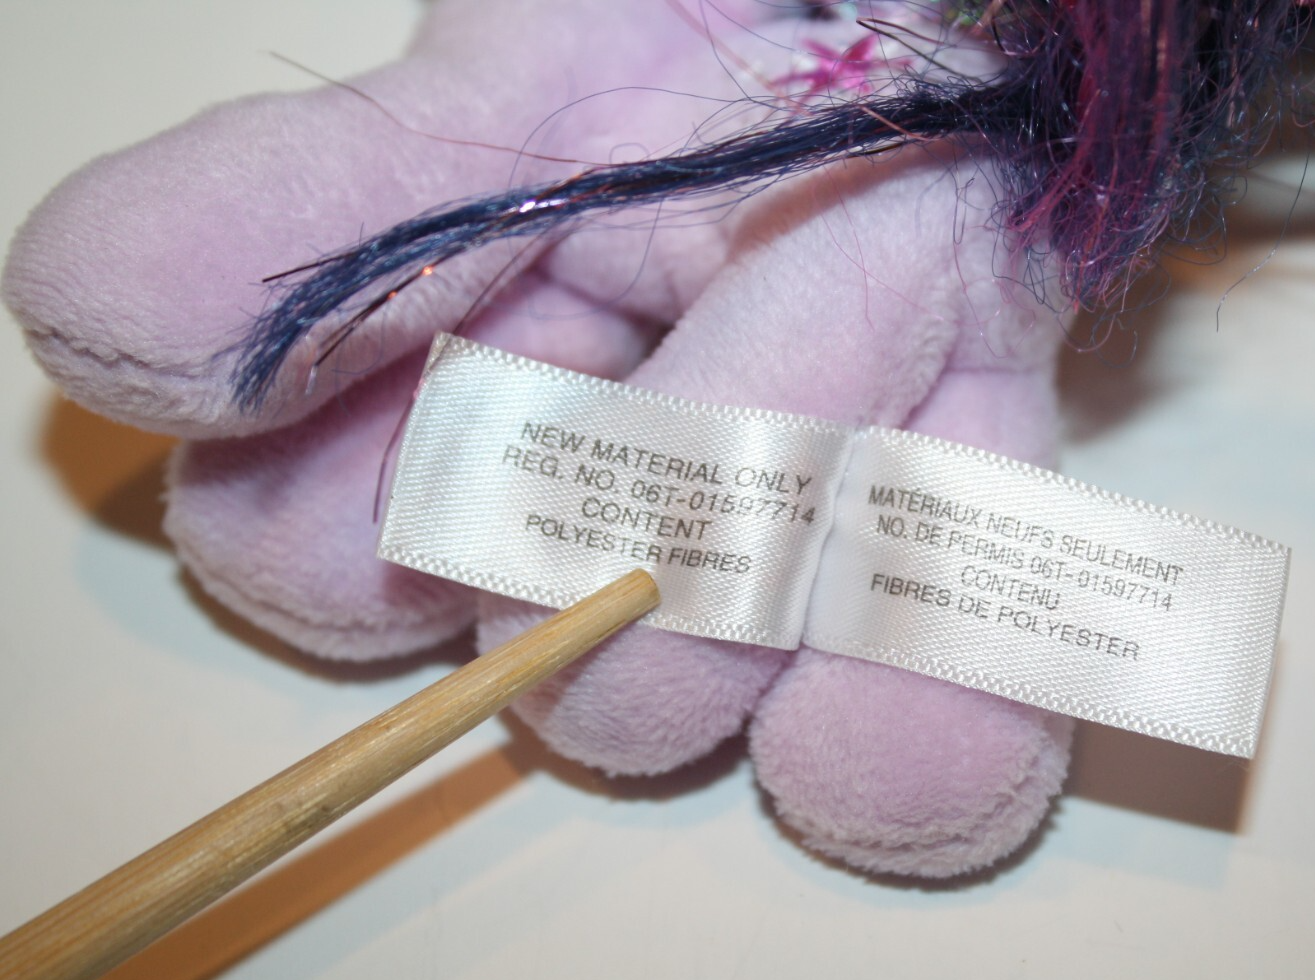 NEW MATERIAL ONLY
REG. NO. 06T-01597714
CONTENT
POLYESTER FIBRES
MATÉRIAUX NEUFS SEULEMENT
NO. DE PERMIS 06T-01597714
CONTENU
FIBRES DE POLYESTER